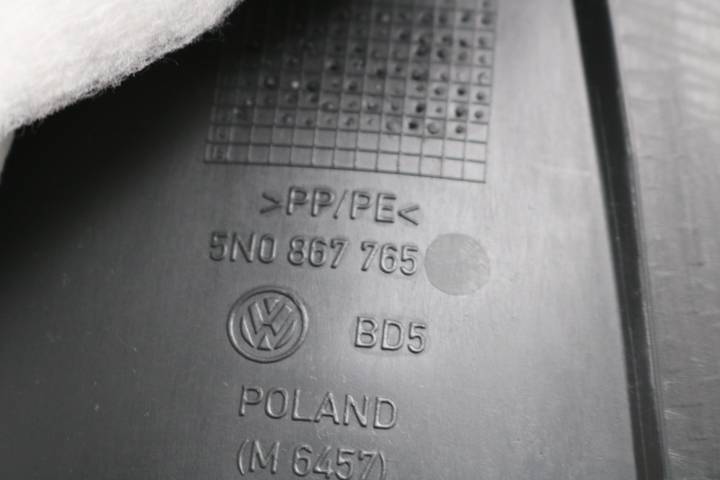 >PP/PE<
5N0 867 765
BD5
POLAND
(M 6457)